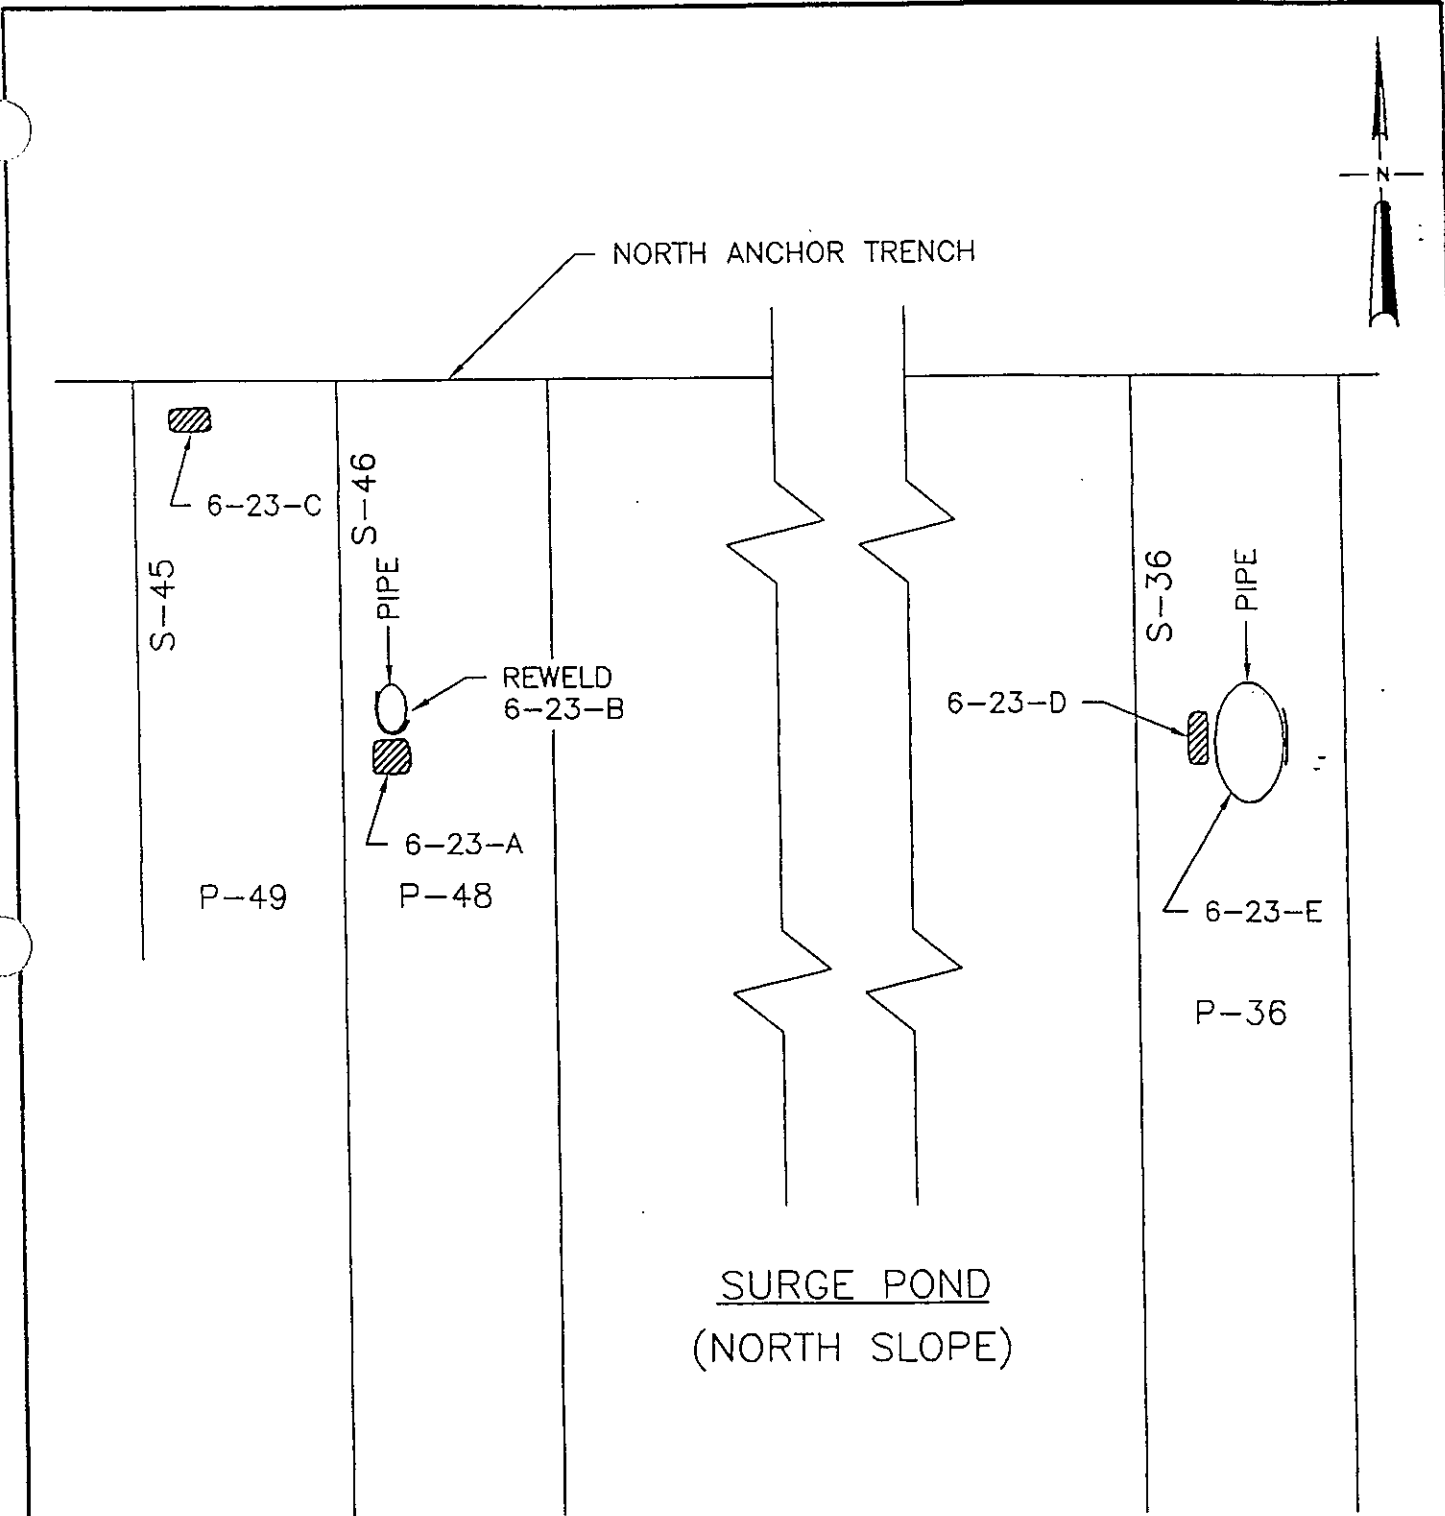 N
NORTH ANCHOR TRENCH
6-23-C
S-46
S-45
PIPE
REWELD
6-23-B
6-23-A
P-49
P-48
S-36
PIPE
6-23-D
6-23-E
P-36
SURGE POND
(NORTH SLOPE)